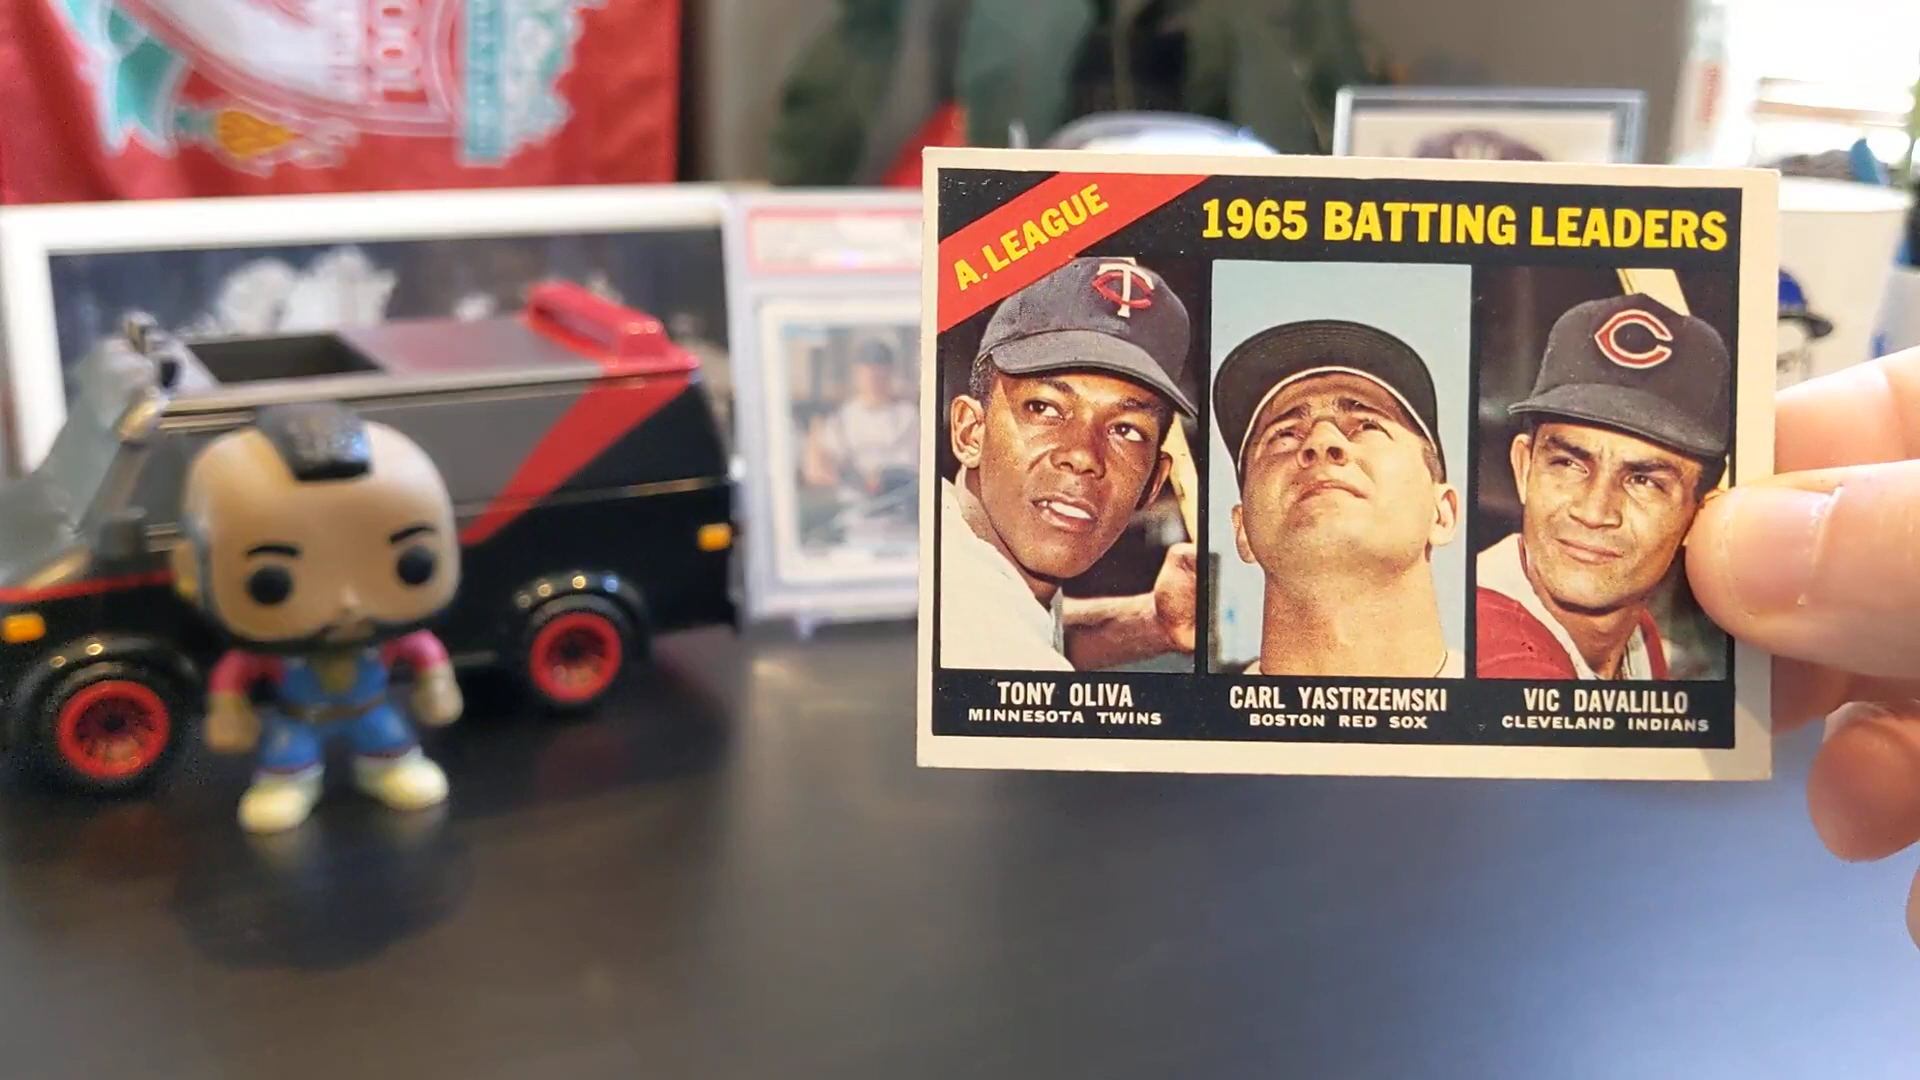 A. LEAGUE
1965 BATTING LEADERS
TONY OLIVA
MINNESOTA TWINS
CARL YASTRZEMSKI
BOSTON RED SOX
VIC DAVALILLO
CLEVELAND INDIANS